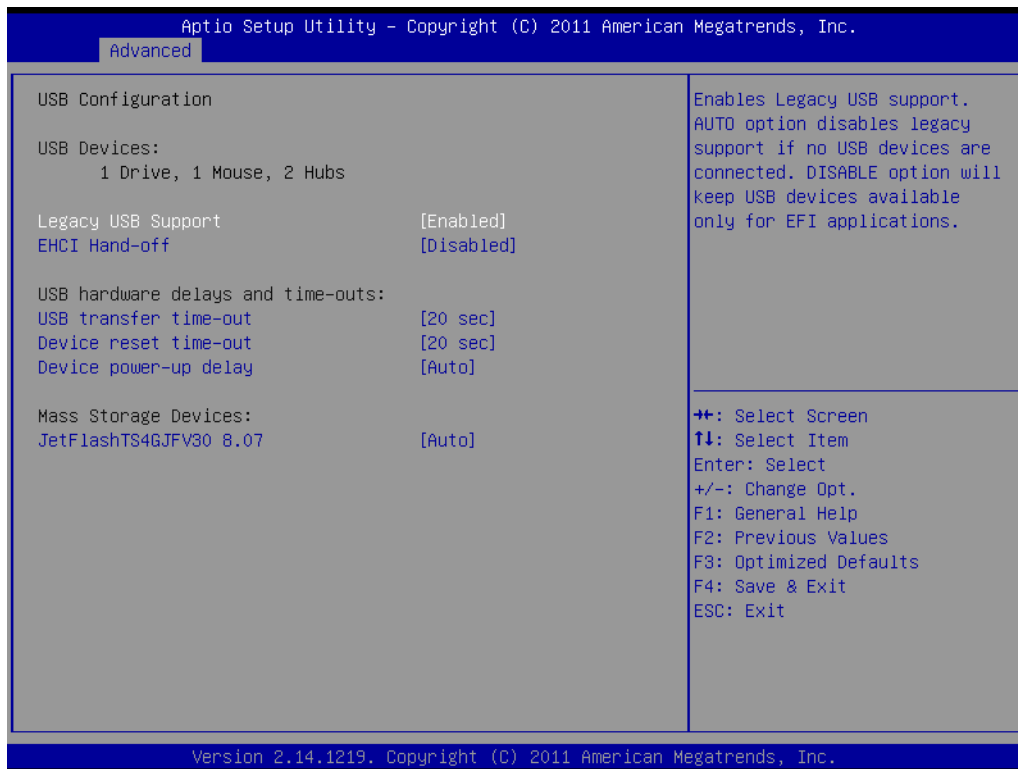 Aptio Setup Utility – Copyright (C) 2011 American Megatrends, Inc.
Advanced
USB Configuration
USB Devices:
1 Drive, 1 Mouse, 2 Hubs
Legacy USB Support [Enabled]
EHCI Hand-off [Disabled]
USB hardware delays and time-outs:
USB transfer time-out [20 sec]
Device reset time-out [20 sec]
Device power-up delay [Auto]
Mass Storage Devices:
JetFlashTS4GJFV30 8.07 [Auto]
Enables Legacy USB support.
AUTO option disables legacy
support if no USB devices are
connected. DISABLE option will
keep USB devices available
only for EFI applications.
→←: Select Screen
↑↓: Select Item
Enter: Select
+/-: Change Opt.
F1: General Help
F2: Previous Values
F3: Optimized Defaults
F4: Save & Exit
ESC: Exit
Version 2.14.1219. Copyright (C) 2011 American Megatrends, Inc.